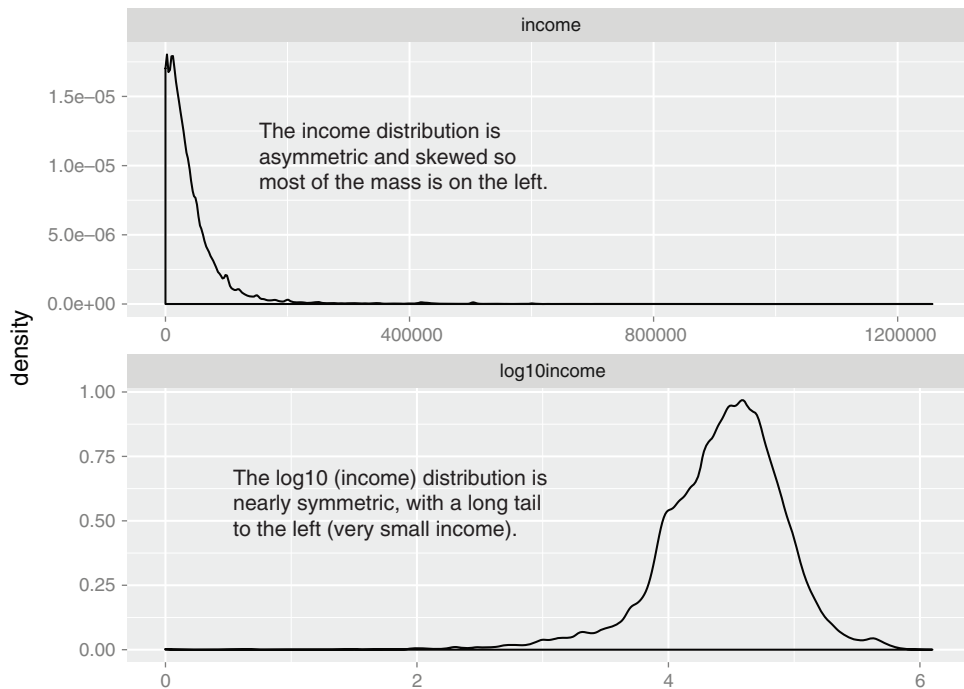 income
1.5e−05
1.0e−05
5.0e−06
0.0e+00
The income distribution is
asymmetric and skewed so
most of the mass is on the left.
0
400000
800000
1200000
density
log10income
1.00
0.75
0.50
0.25
0.00
The log10 (income) distribution is
nearly symmetric, with a long tail
to the left (very small income).
0
2
4
6